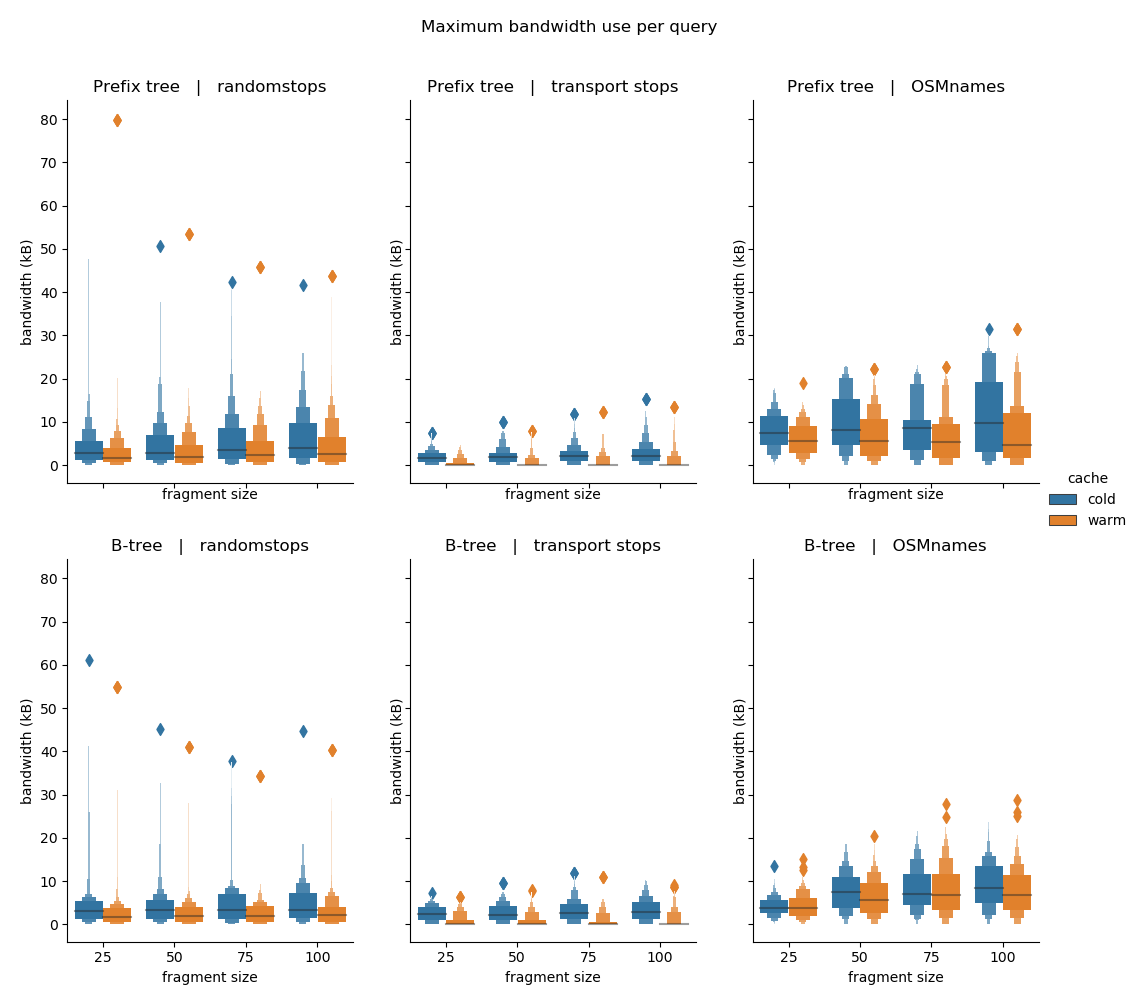 Maximum bandwidth use per query
Prefix tree | randomstops
Prefix tree | transport stops
Prefix tree | OSMnames
bandwidth (kB)
80
70
60
50
40
30
20
10
0
fragment size
bandwidth (kB)
fragment size
bandwidth (kB)
fragment size
cache
cold
warm
B-tree | randomstops
B-tree | transport stops
B-tree | OSMnames
bandwidth (kB)
80
70
60
50
40
30
20
10
0
25 50 75 100
fragment size
bandwidth (kB)
25 50 75 100
fragment size
bandwidth (kB)
25 50 75 100
fragment size